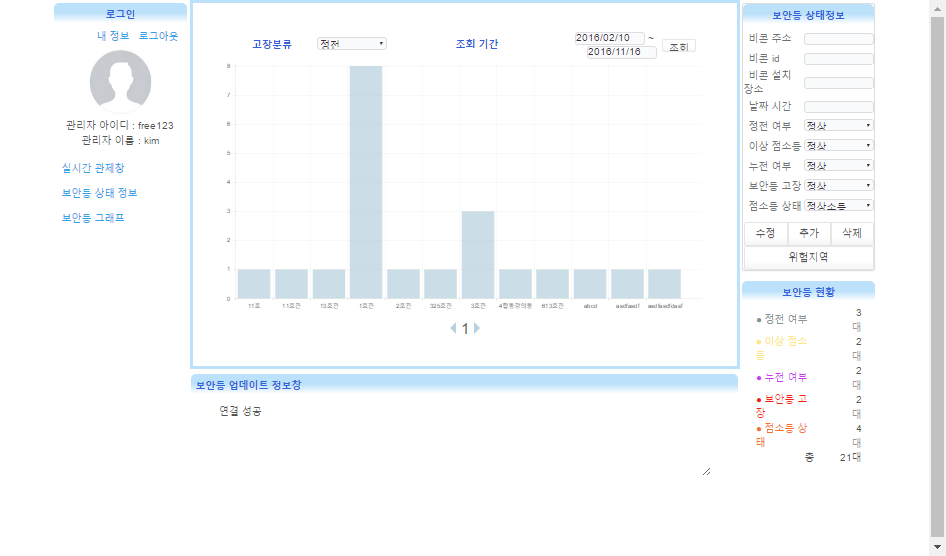 로그인
내 정보 로그아웃
관리자 아이디 : free123
관리자 이름 : kim
실시간 관제창
보안등 상태 정보
보안등 그래프
고장분류 정전 조회 기간 2016/02/10 ~
2016/11/16 조회
8
7
6
5
4
3
2
1
0
11호 11호관 13호관 1호관 2호관 325호관 3호관 4합동강의동 613호관 abcd asdfasdf asdfasdfdasf
1
보안등 업데이트 정보창
연결 성공
보안등 상태정보
비콘 주소
비콘 id
비콘 설치
장소
날짜 시간
정전 여부 정상
이상 점소등 정상
누전 여부 정상
보안등 고장 정상
점소등 상태 정상소등
수정 추가 삭제
위험지역
보안등 현황
● 정전 여부 3
대
● 이상 점소 2
등 대
● 누전 여부 2
대
● 보안등 고 2
장 대
● 점소등 상 4
태 대
총 21대